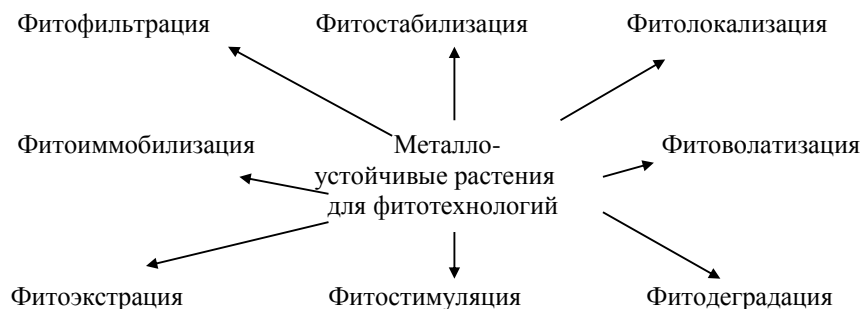 Фитофильтрация Фитостабилизация Фитолокализация
Фитоиммобилизация Металло- Фитоволатизация
устойчивые растения
для фитотехнологий
Фитоэкстрация Фитостимуляция Фитодеградация